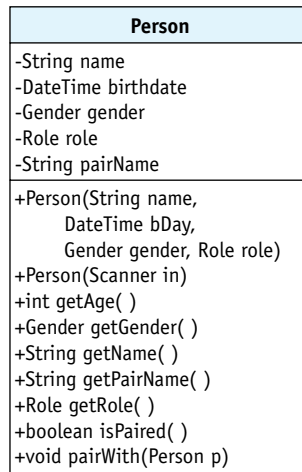 Person
-String name
-DateTime birthdate
-Gender gender
-Role role
-String pairName
+Person(String name,
DateTime bDay,
Gender gender, Role role)
+Person(Scanner in)
+int getAge( )
+Gender getGender( )
+String getName( )
+String getPairName( )
+Role getRole( )
+boolean isPaired( )
+void pairWith(Person p)